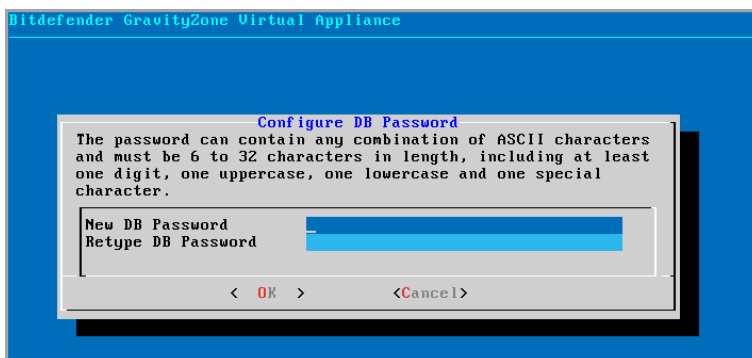 Bitdefender GravityZone Virtual Appliance
Configure DB Password
The password can contain any combination of ASCII characters
and must be 6 to 32 characters in length, including at least
one digit, one uppercase, one lowercase and one special
character.
New DB Password
Retype DB Password
< OK > <Cancel>